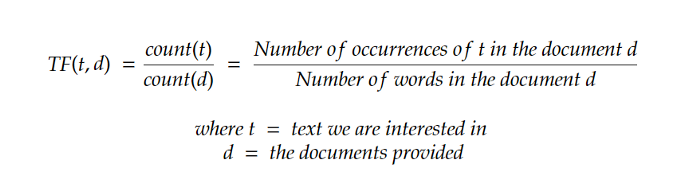 TF(t, d) = count(t) / count(d) = Number of occurrences of t in the document d / Number of words in the document d
where t = text we are interested in
d = the documents provided